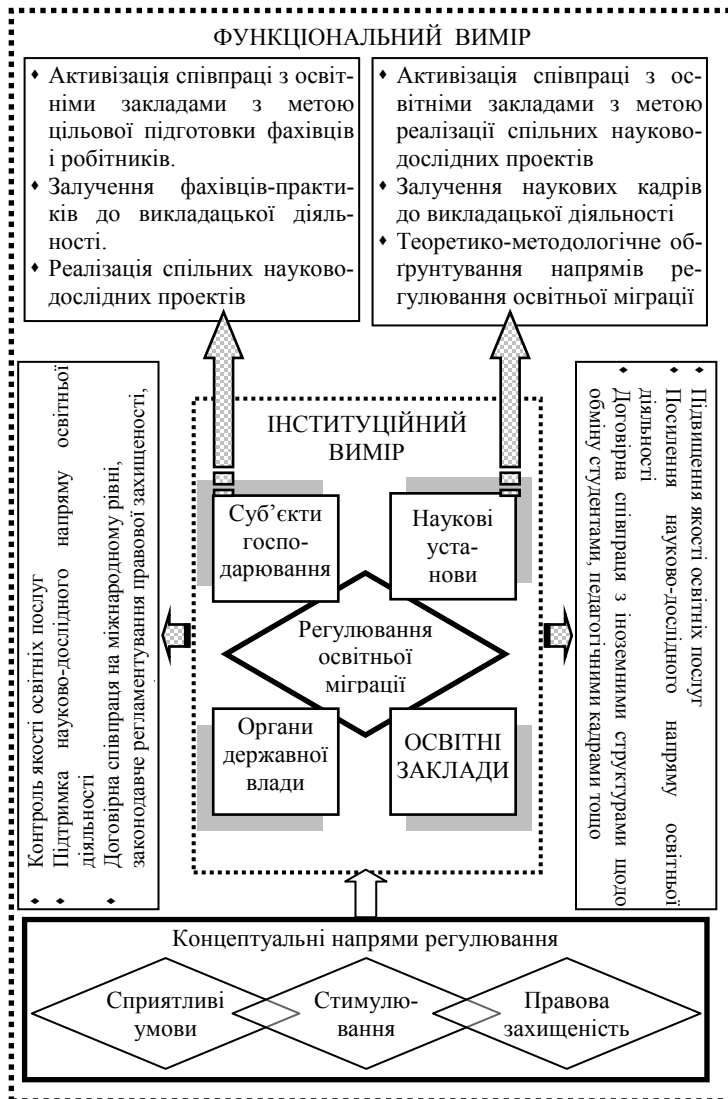 ФУНКЦІОНАЛЬНИЙ ВИМІР
♦ Активізація співпраці з освіт-
німи закладами з метою
цільової підготовки фахівців
і робітників.
♦ Залучення фахівців-практи-
ків до викладацької діяль-
ності.
♦ Реалізація спільних науково-
дослідних проектів
♦ Активізація співпраці з ос-
вітніми закладами з метою
реалізації спільних науково-
дослідних проектів
♦ Залучення наукових кадрів
до викладацької діяльності
♦ Теоретико-методологічне об-
ґрунтування напрямів ре-
гулювання освітньої міграції
♦ Контроль якості освітніх послуг
♦ Підтримка науково-дослідного напряму освітньої
діяльності
♦ Договірна співпраця на міжнародному рівні,
законодавче регламентування правової захищеності,
ІНСТИТУЦІЙНИЙ
ВИМІР
Суб’єкти
госпо-
дарювання
Наукові
уста-
нови
Регулювання
освітньої
міграції
Органи
державної
влади
ОСВІТНІ
ЗАКЛАДИ
♦ Підвищення якості освітніх послуг
♦ Посилення науково-дослідного напряму освітньої
діяльності
♦ Договірна співпраця з іноземними структурами щодо
обміну студентами, педагогічними кадрами тощо
Концептуальні напрями регулювання
Сприятливі
умови
Стимулю-
вання
Правова
захищеність